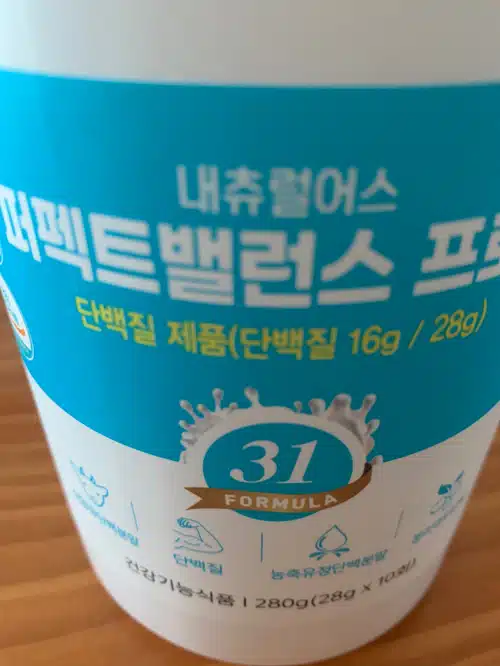 내츄럴어스
퍼펙트밸런스
단백질 제품(단백질 16g / 28g)
31
FORMULA
단백질
농축유청단백분말
건강기능식품 | 280g(28g x 10회)